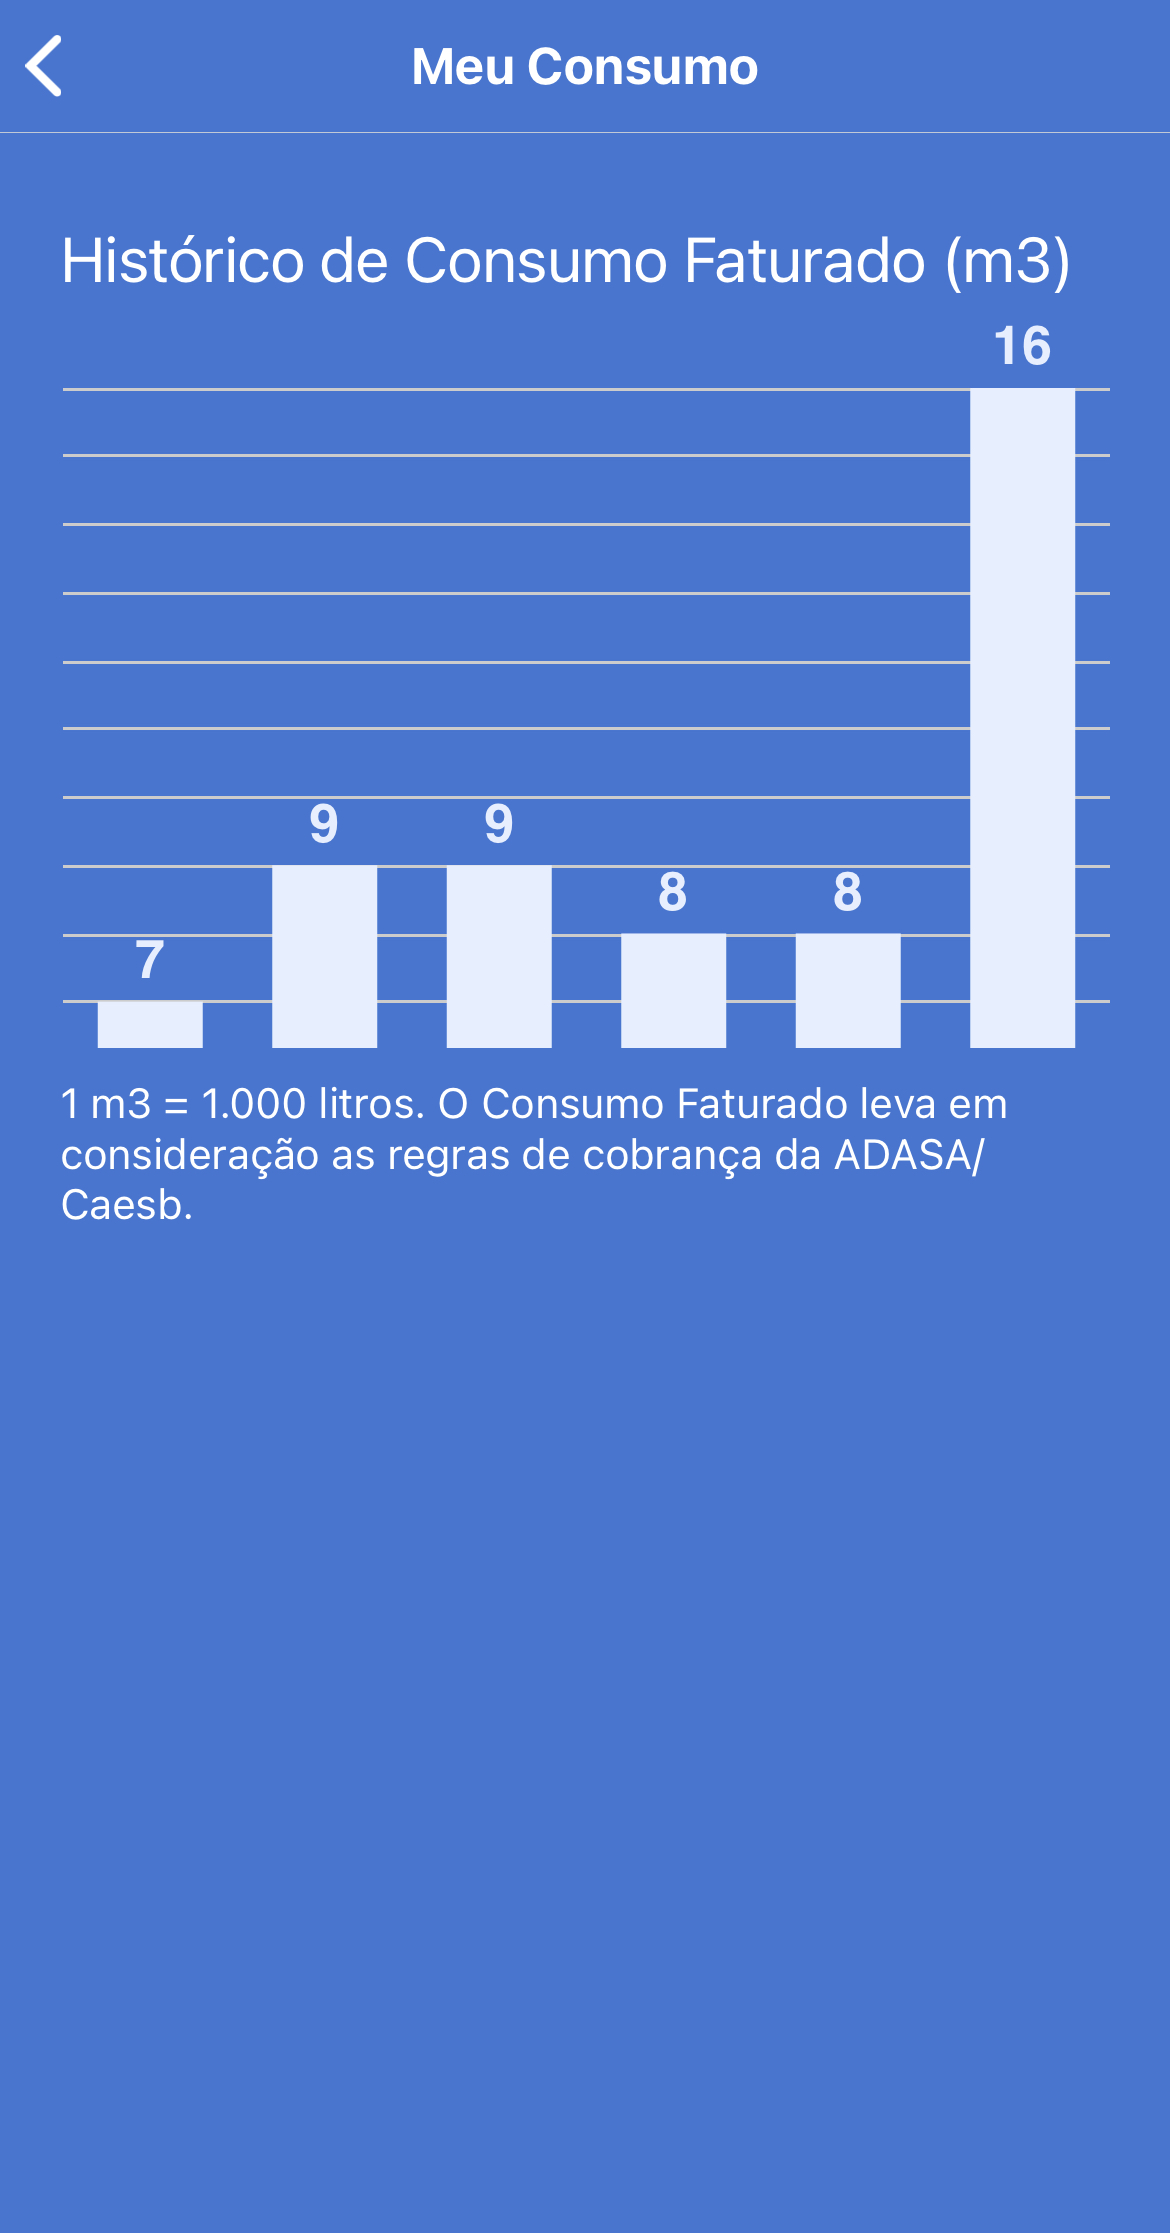 Meu Consumo
Histórico de Consumo Faturado (m3)
16
9
9
8
8
7
1 m3 = 1.000 litros. O Consumo Faturado leva em
consideração as regras de cobrança da ADASA/
Caesb.